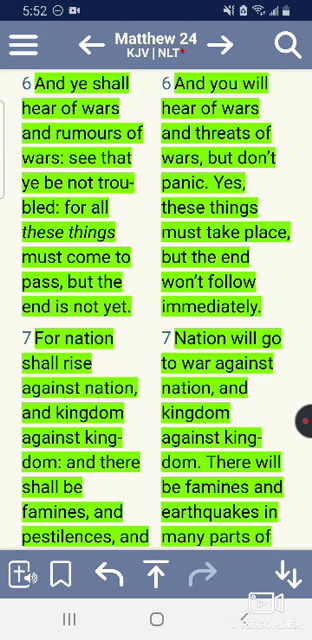 5:52
Matthew 24
KJV | NLT*
6 And ye shall
hear of wars
and rumours of
wars: see that
ye be not trou-
bled: for all
these things
must come to
pass, but the
end is not yet.
7 For nation
shall rise
against nation,
and kingdom
against king-
dom: and there
shall be
famines, and
pestilences, and
6 And you will
hear of wars
and threats of
wars, but don’t
panic. Yes,
these things
must take place,
but the end
won’t follow
immediately.
7 Nation will go
to war against
nation, and
kingdom
against king-
dom. There will
be famines and
earthquakes in
many parts of
VIRECORDER